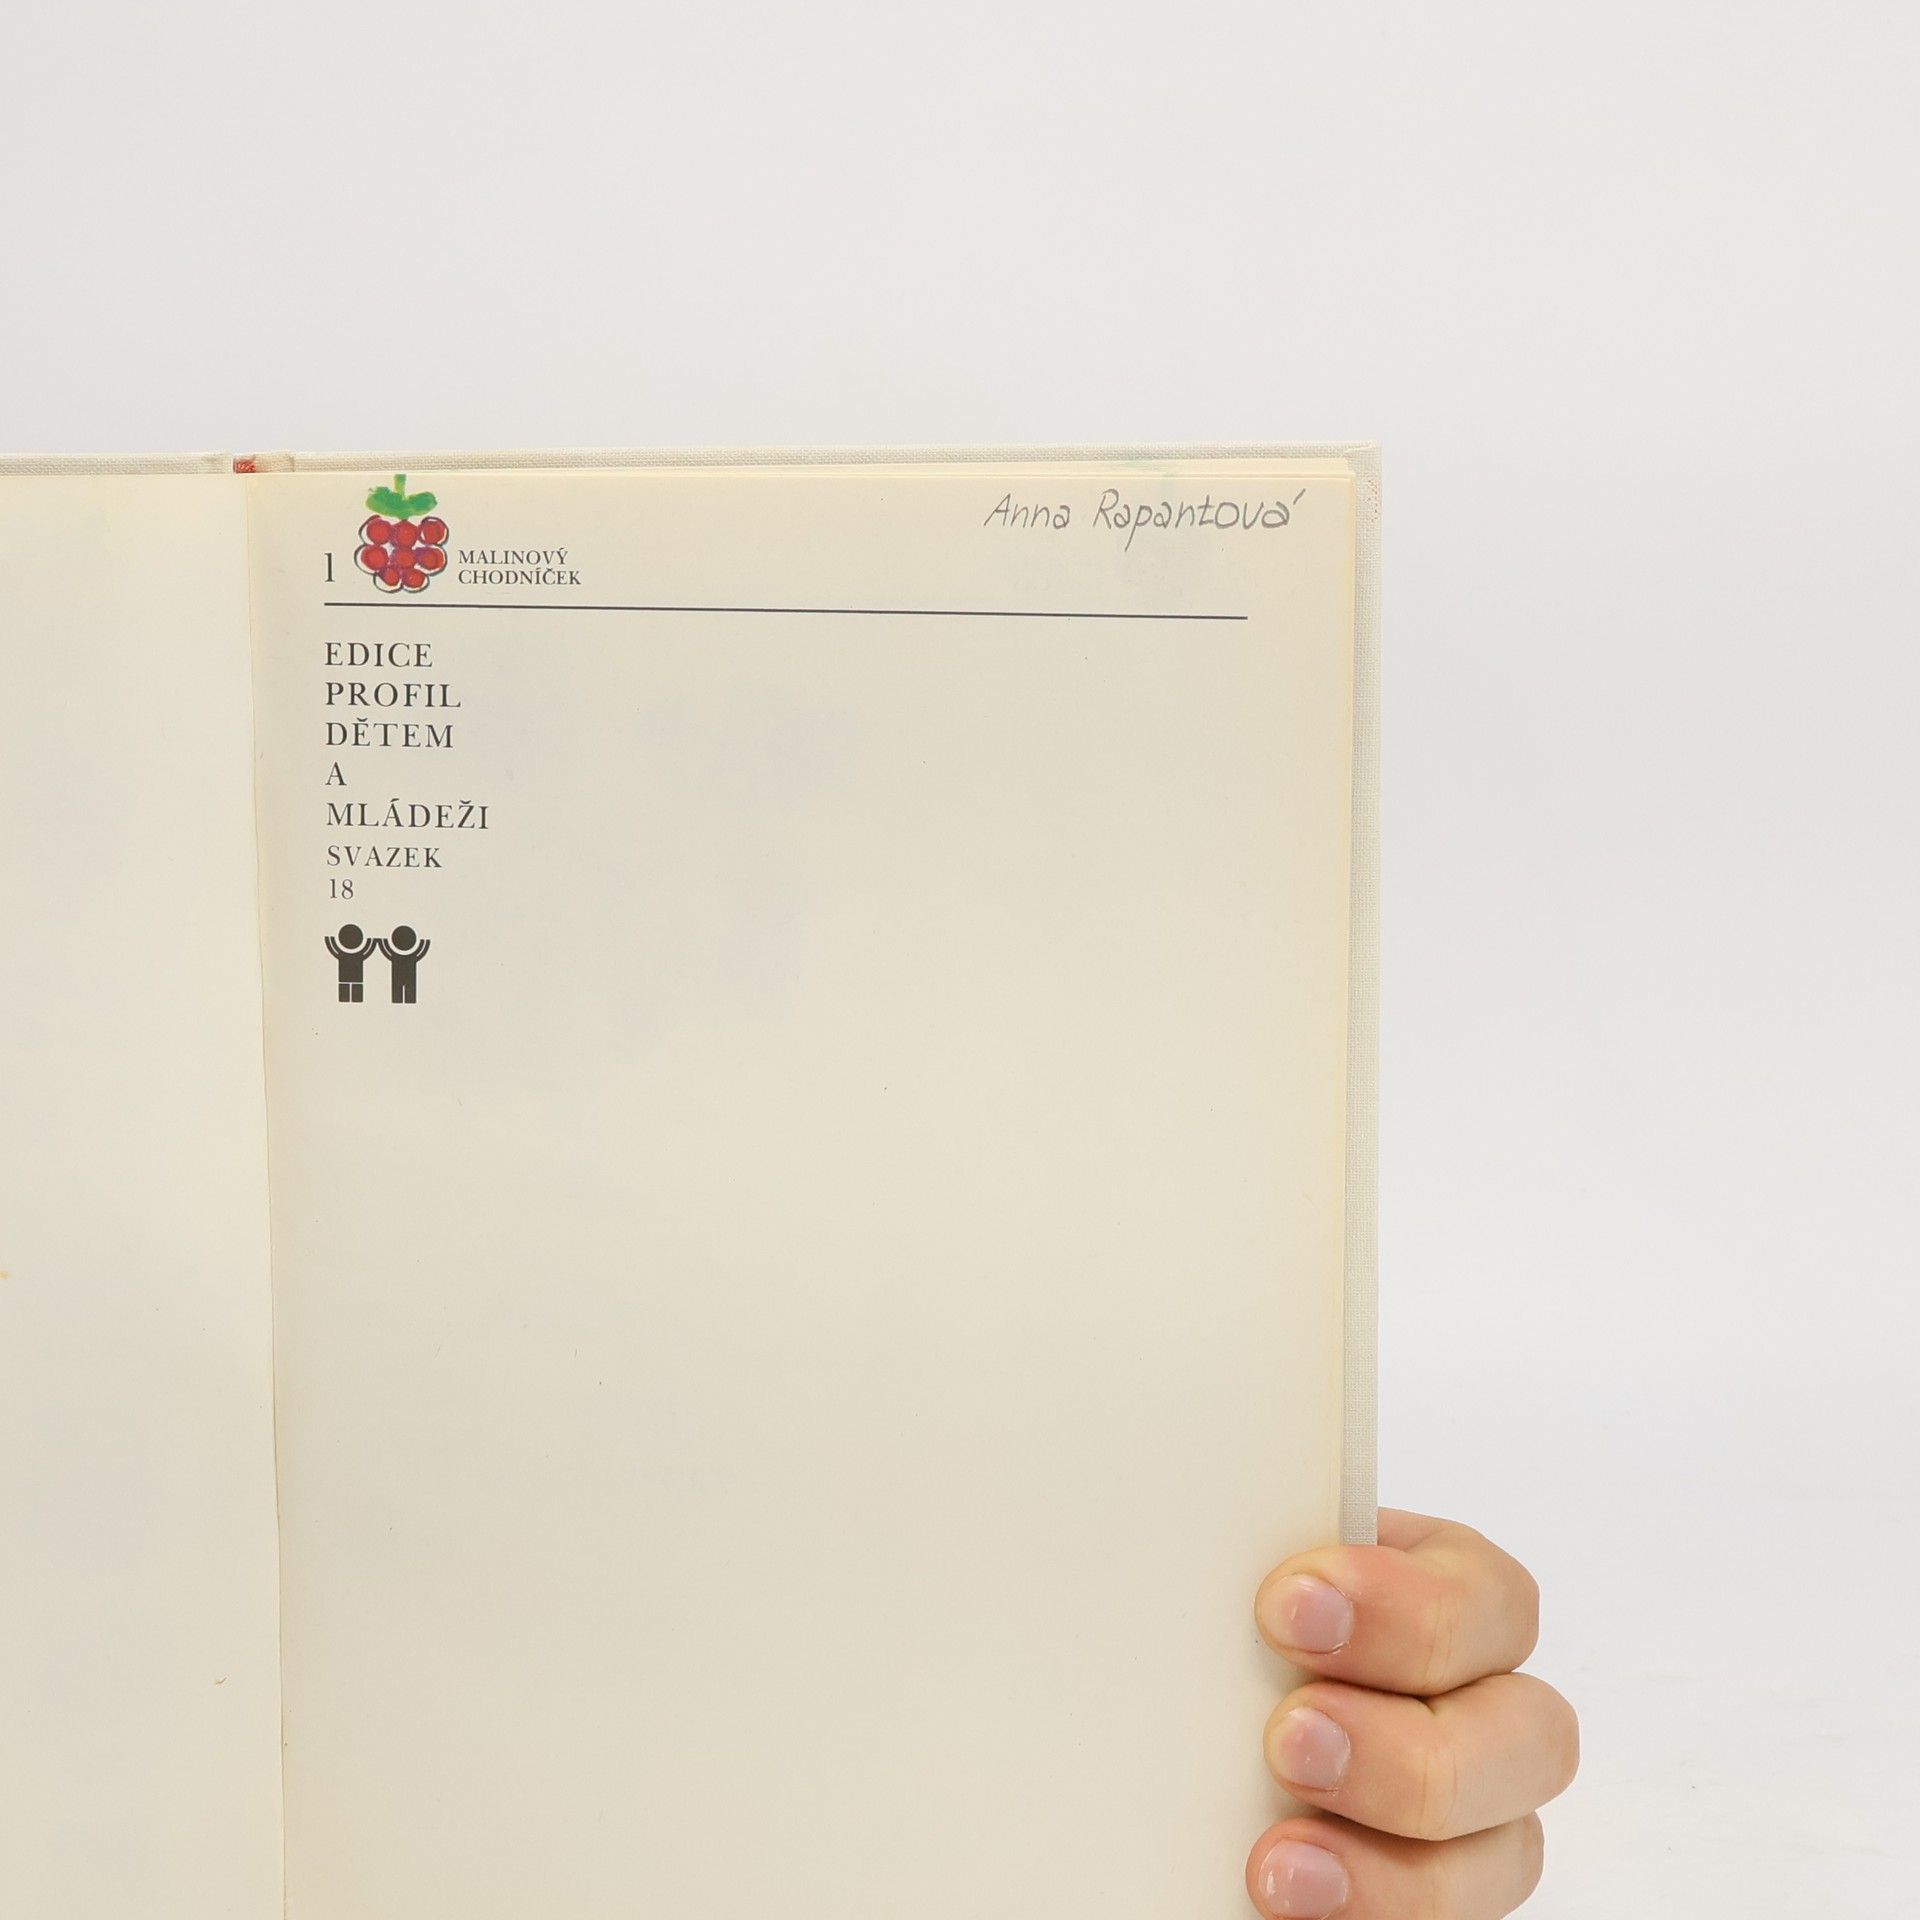 Anna Rapantová
1 MALINOVÝ
CHODNÍČEK
EDICE
PROFIL
DĚTEM
A
MLÁDEŽI
SVAZEK
18